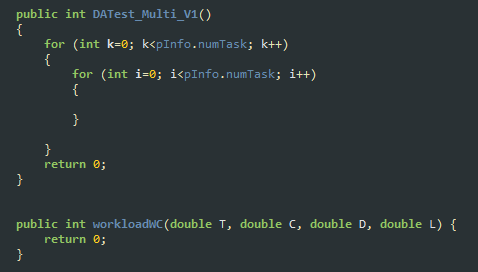 public int DATest_Multi_V1()
{
for (int k=0; k<pInfo.numTask; k++)
{
for (int i=0; i<pInfo.numTask; i++)
{
}
}
return 0;
}
public int workloadWC(double T, double C, double D, double L) {
return 0;
}